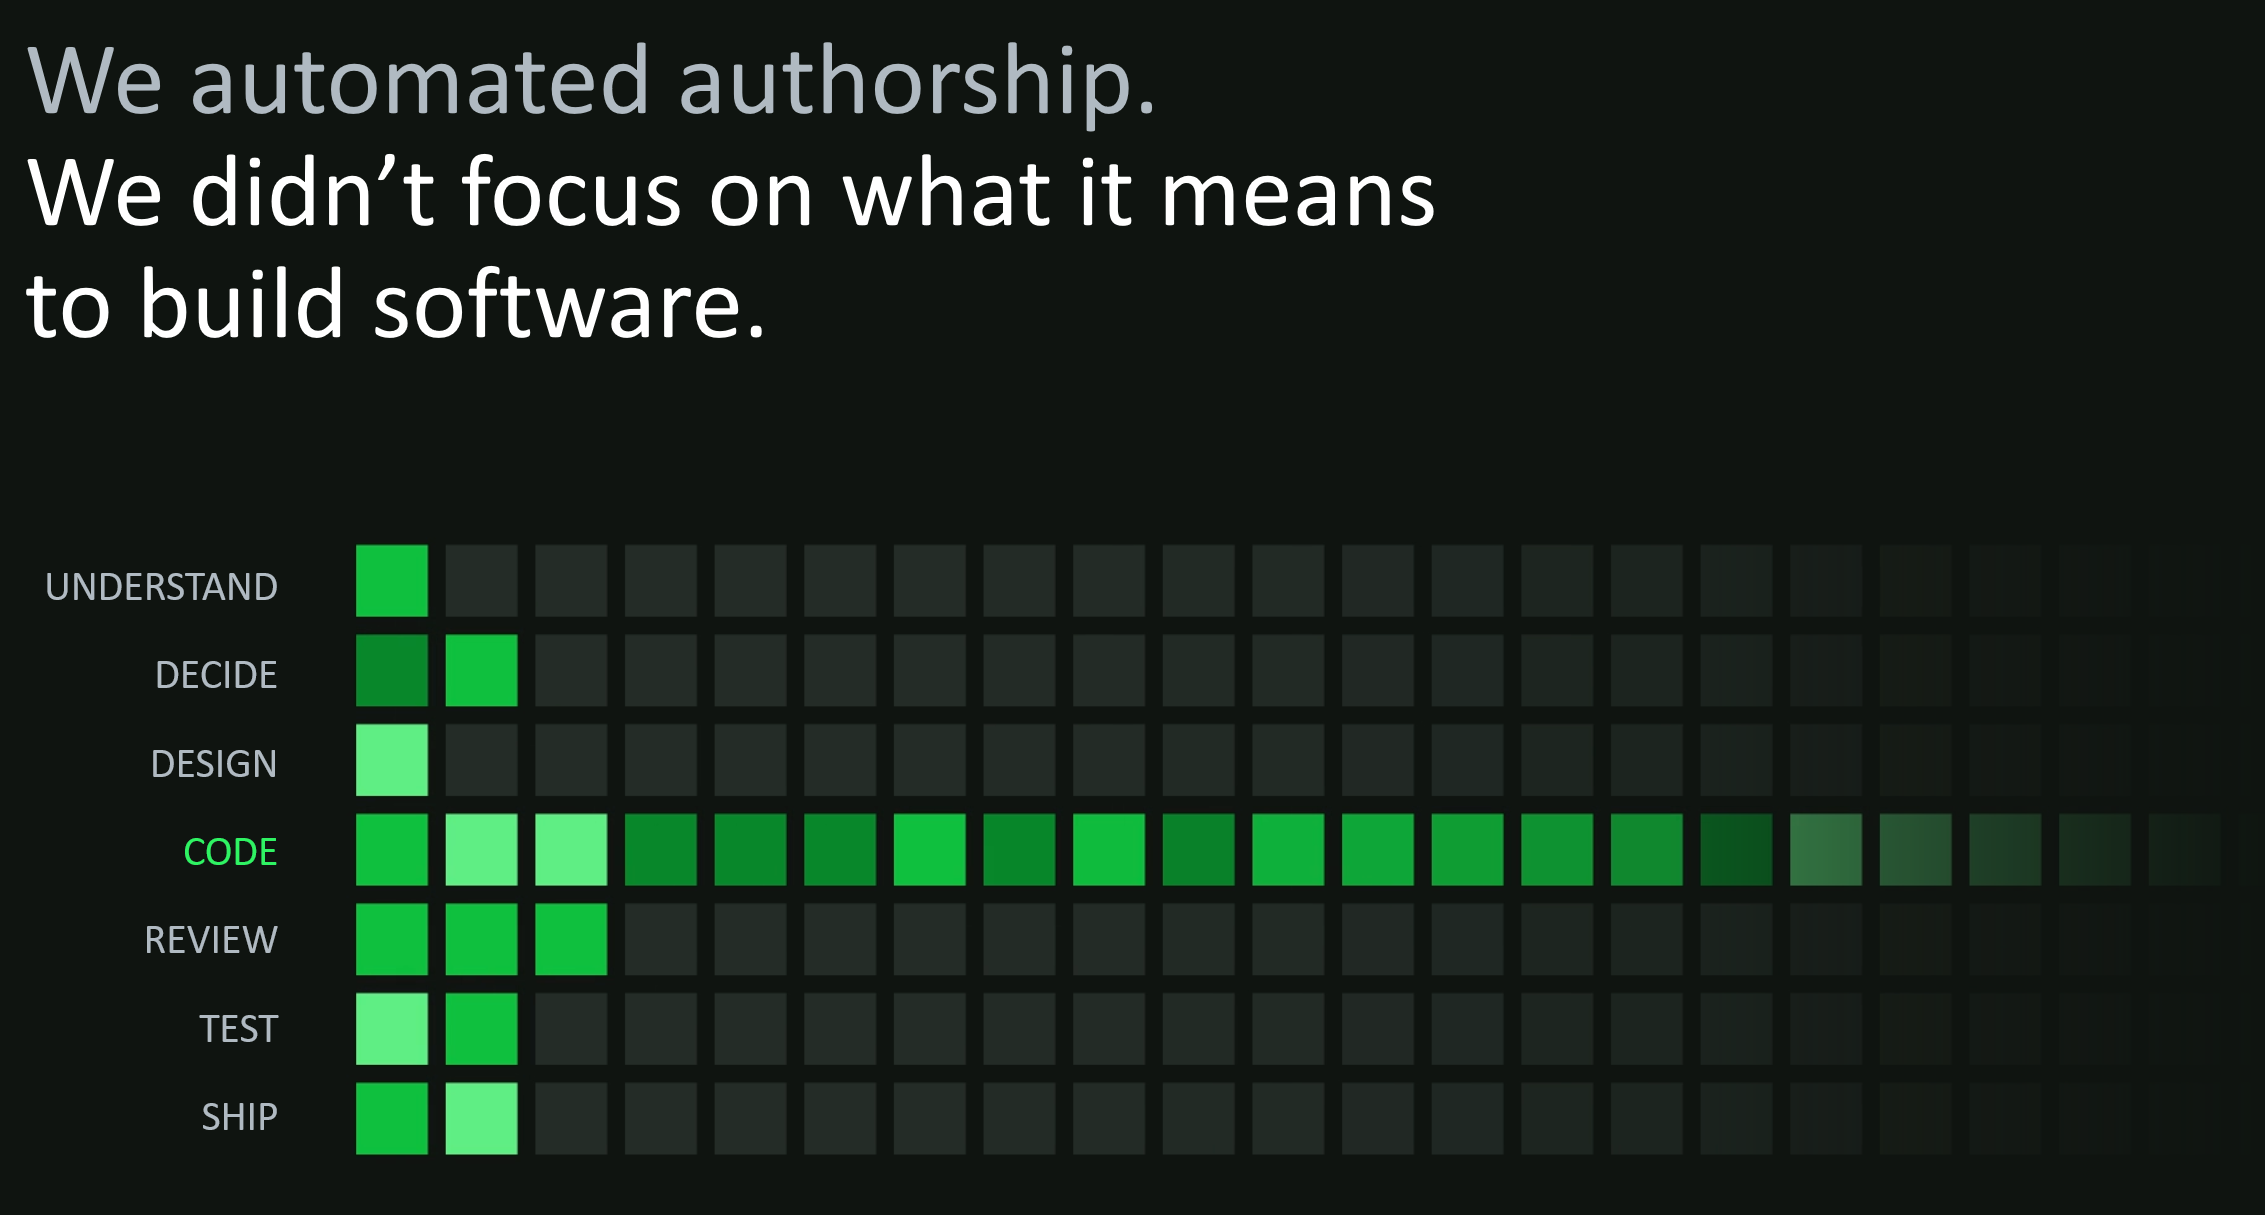 We automated authorship.
We didn’t focus on what it means
to build software.
UNDERSTAND
DECIDE
DESIGN
CODE
REVIEW
TEST
SHIP